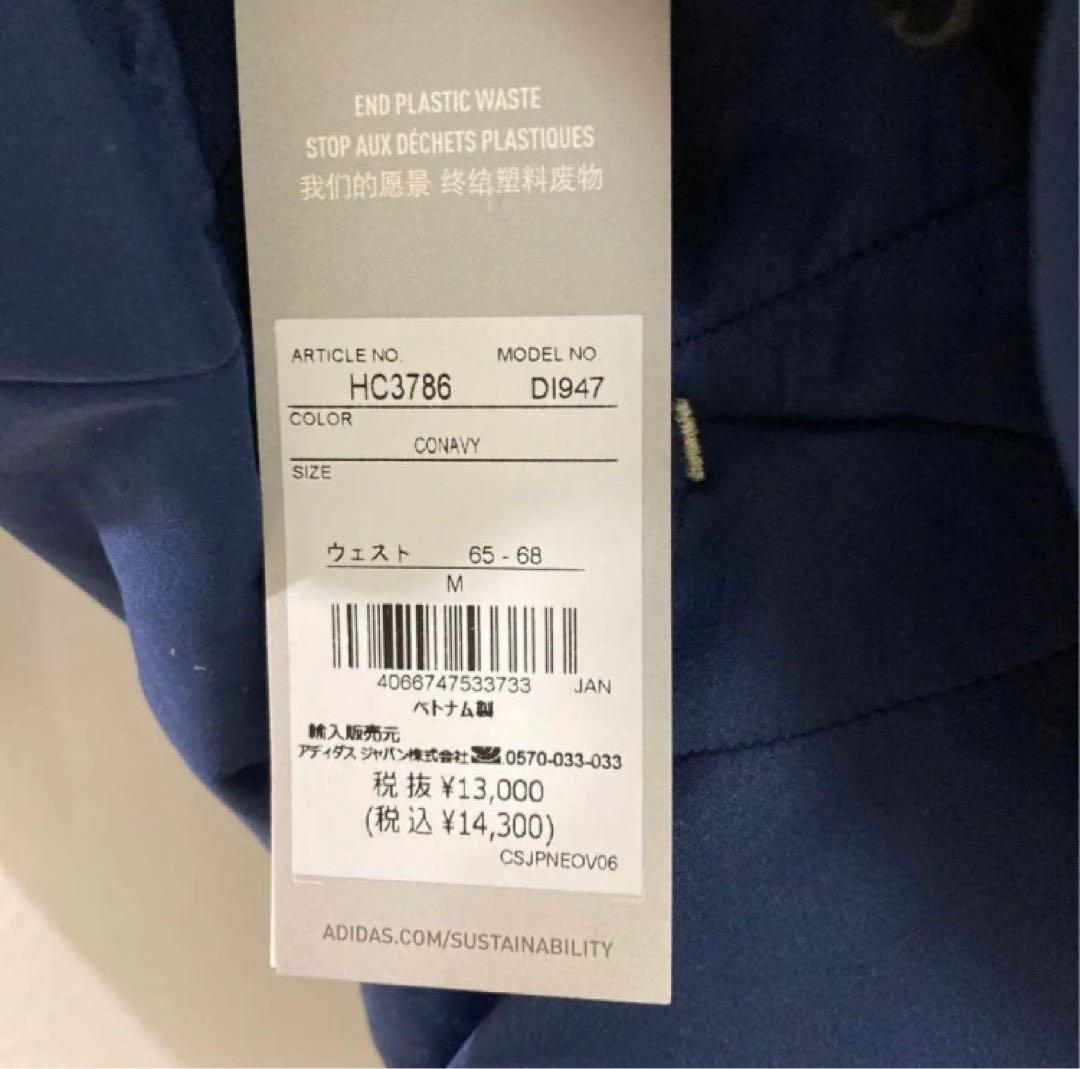 END PLASTIC WASTE
STOP AUX DÉCHETS PLASTIQUES
我们的愿景 终结塑料废物
ARTICLE NO. MODEL NO.
HC3786 DI947
COLOR
CONAVY
SIZE
ウェスト 65 - 68
M
4066747533733 JAN
ベトナム製
輸入販売元
アディダス ジャパン株式会社 0570-033-033
税 抜 ¥13,000
(税 込 ¥14,300)
CSJPNEOV06
ADIDAS.COM/SUSTAINABILITY